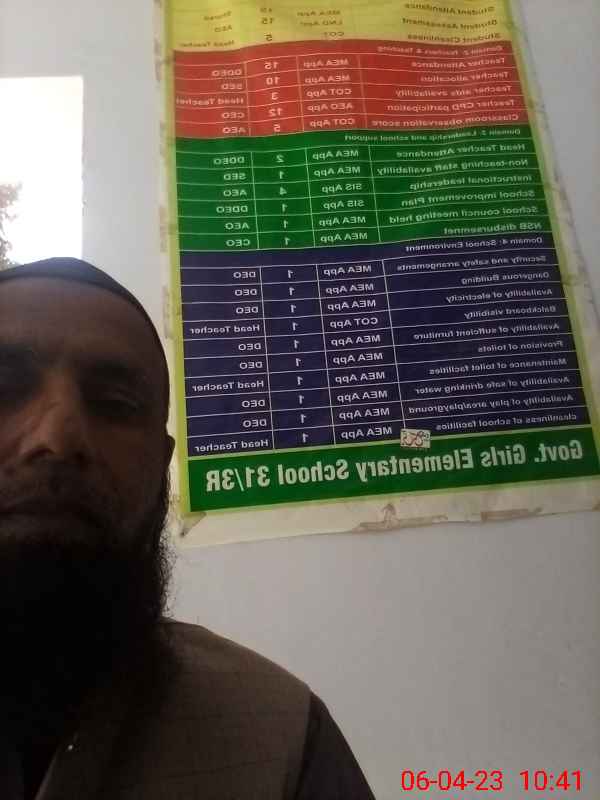 Student Attendance MEA App 15 Shared
Student Assessment LND App 15 AEO
Student Cleanliness COT 5 Head Teacher
Domain 2: Teachers & Teaching
Teacher Attendance MEA App 15 DDEO
Teacher allocation MEA App 10 SED
Teacher aids availability COT App 3 Head Teacher
Teacher CPD participation AEO App 12 CEO
Classroom observation score COT App 5 AEO
Domain 3: Leadership and school support
Head Teacher Attendance MEA App 2 DDEO
Non-teaching staff availability MEA App 1 SED
Instructional leadership SIS App 4 AEO
School improvement Plan SIS App 1 DDEO
School council meeting held MEA App 1 AEO
NSB disbursemnet MEA App 1 CEO
Domain 4: School Environment
Security and safety arrangements MEA App 1 DEO
Dangerous Building MEA App 1 DEO
Availability of electricity MEA App 1 DEO
Balckboard visibility COT App 1 Head Teacher
Availability of suffcient furniture MEA App 1 DEO
Provision of toilets MEA App 1 DEO
Maintenance of toilet facilities MEA App 1 Head Teacher
Availability of safe drinking water MEA App 1 DEO
Availability of play area/playground MEA App 1 DEO
cleanliness of school facilities MEA App 1 Head Teacher
Govt. Girls Elementary School 31/3R
06-04-23 10:41